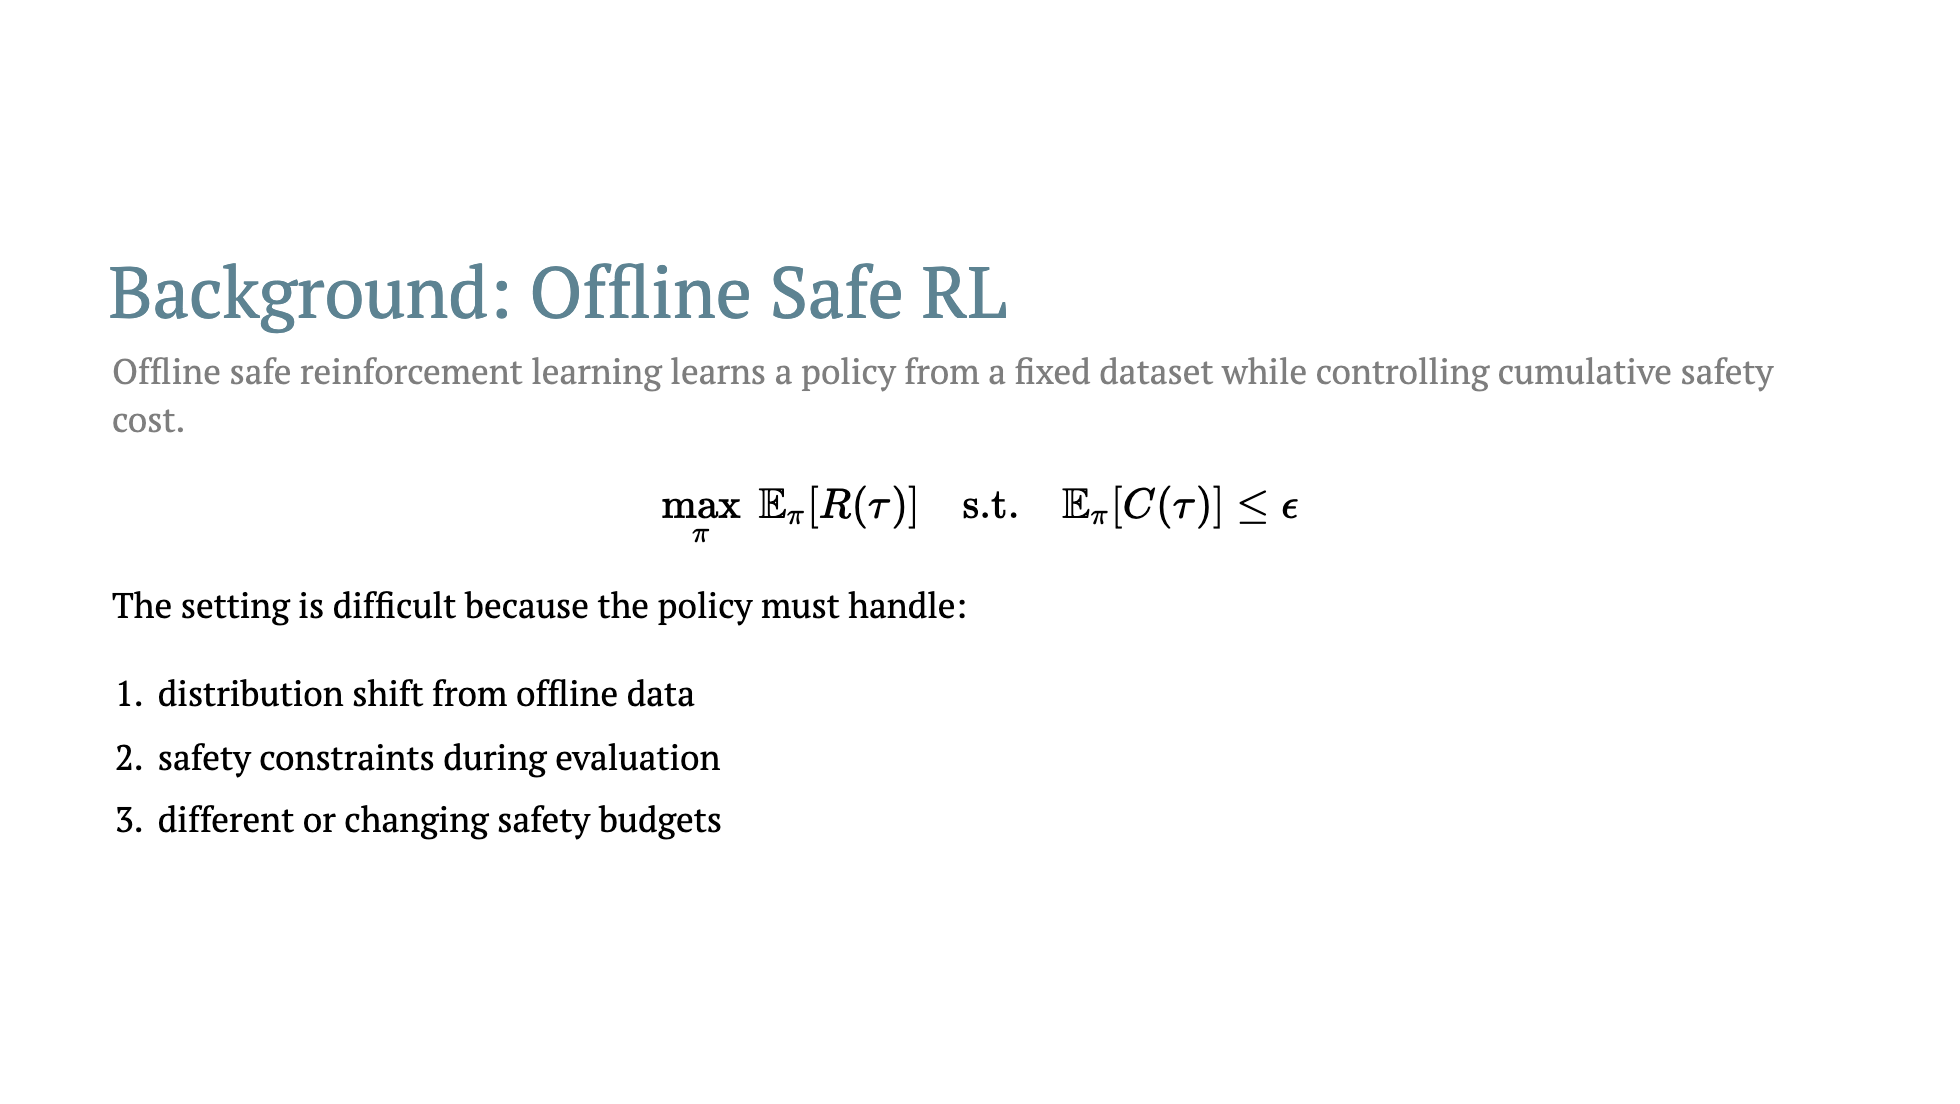 Background: Offline Safe RL
Offline safe reinforcement learning learns a policy from a fixed dataset while controlling cumulative safety
cost.
max_π 𝔼_π[R(τ)] s.t. 𝔼_π[C(τ)] ≤ ϵ
The setting is difficult because the policy must handle:
1. distribution shift from offline data
2. safety constraints during evaluation
3. different or changing safety budgets